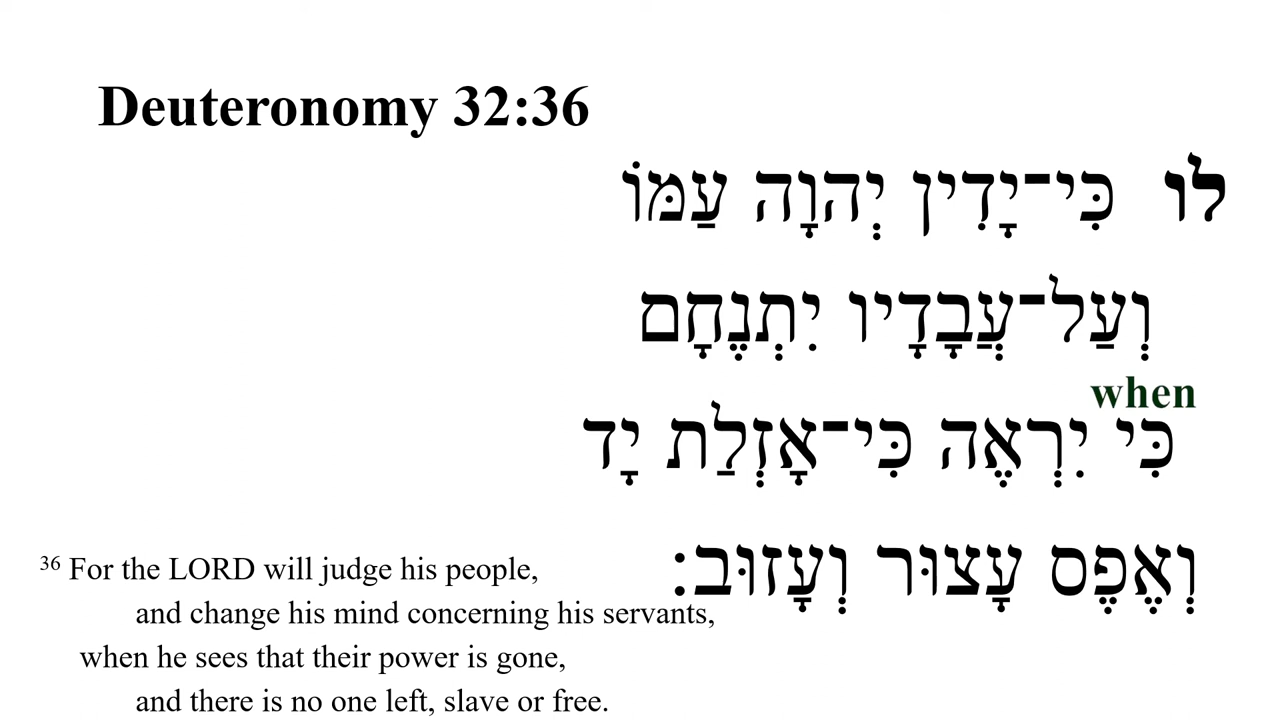 Deuteronomy 32:36
לו כִּי־יָדִין יְהוָה עַמּוֹ
וְעַל־עֲבָדָיו יִתְנֶחָם
when
כִּי יִרְאֶה כִּי־אָזְלַת יָד
וְאֶפֶס עָצוּר וְעָזוּב׃
36 For the LORD will judge his people,
and change his mind concerning his servants,
when he sees that their power is gone,
and there is no one left, slave or free.